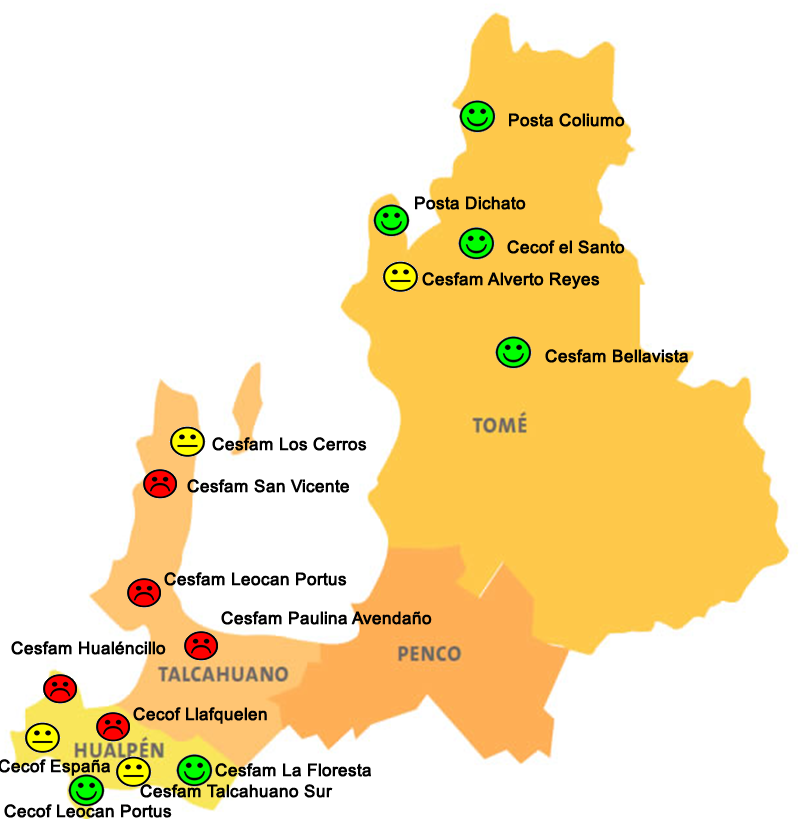 Posta Coliumo
Posta Dichato
Cecof el Santo
Cesfam Alverto Reyes
Cesfam Bellavista
TOMÉ
Cesfam Los Cerros
Cesfam San Vicente
Cesfam Leocan Portus
Cesfam Paulina Avendaño
Cesfam Hualéncillo
PENCO
TALCAHUANO
Cecof Llafquelen
HUALPÉN
Cecof España
Cesfam La Floresta
Cesfam Talcahuano Sur
Cecof Leocan Portus